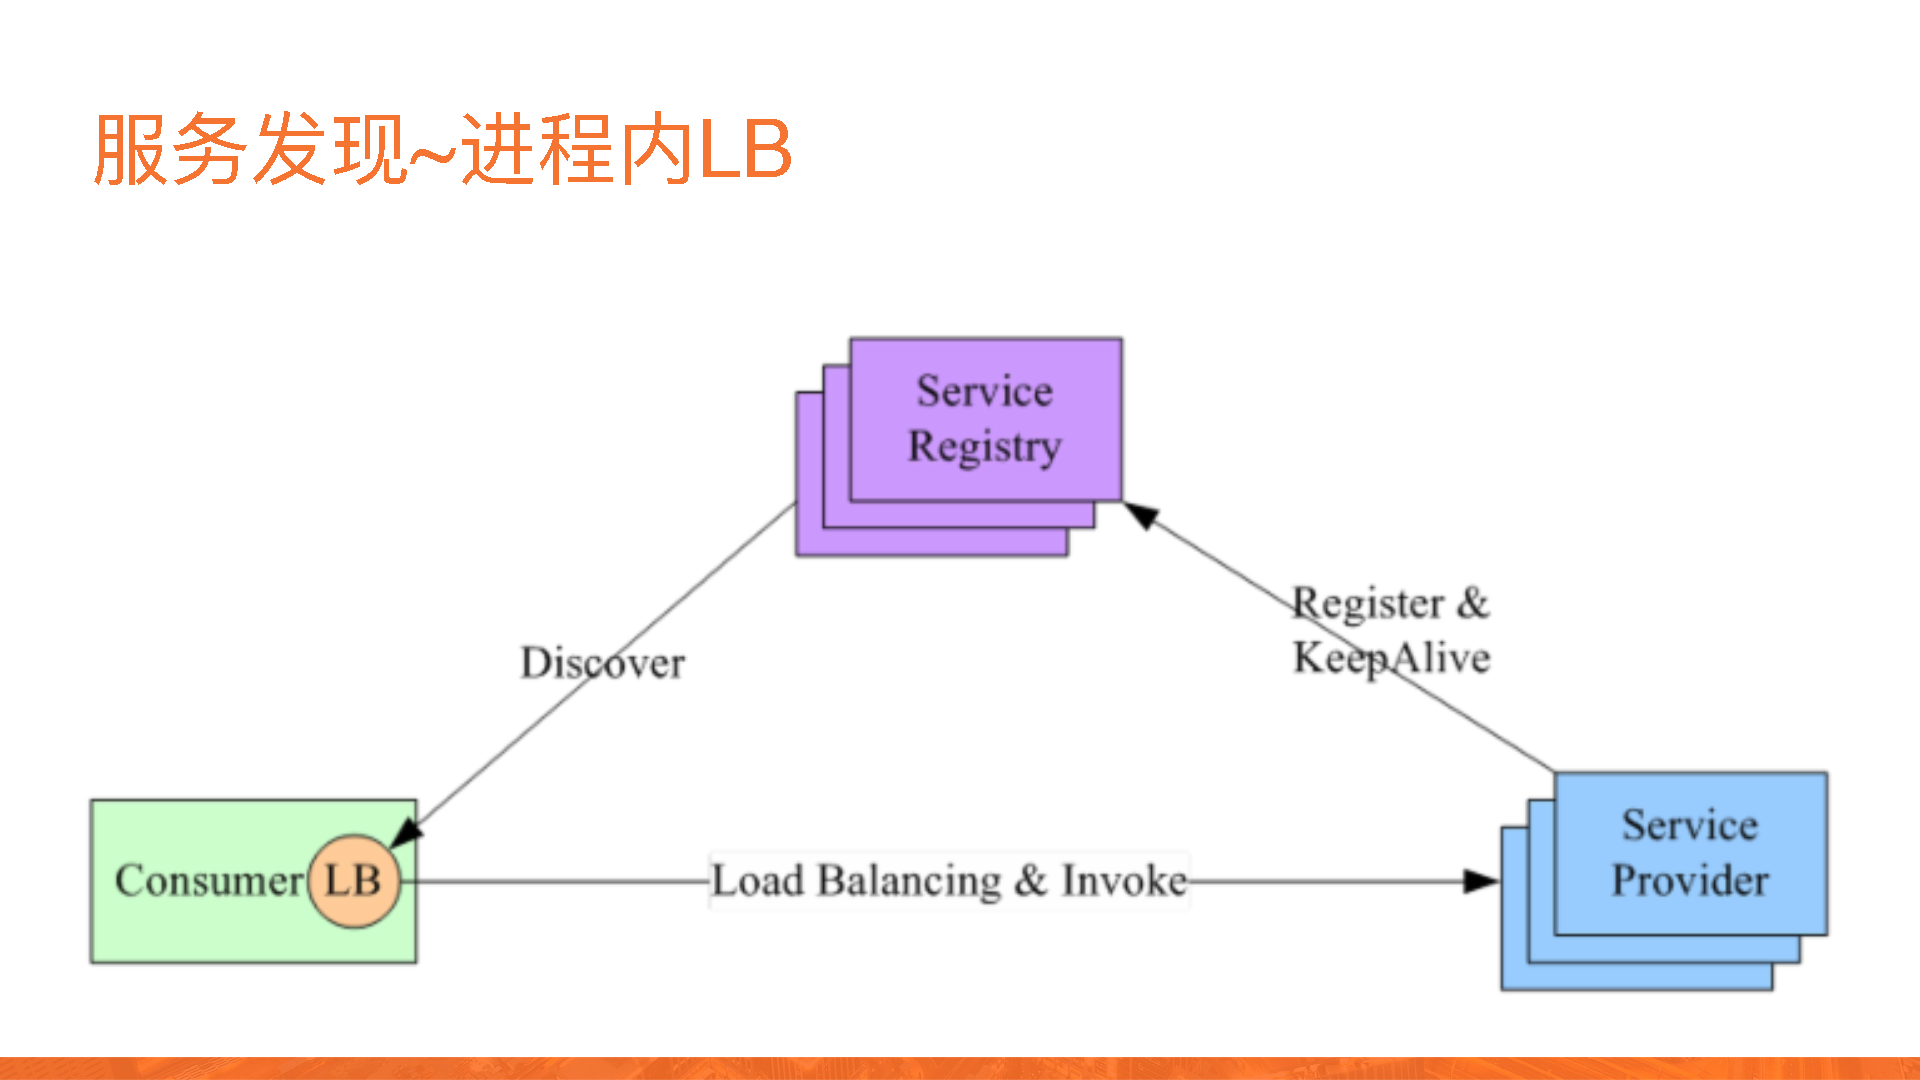 服务发现~进程内LB
Service
Registry
Discover
Register &
KeepAlive
Consumer
LB
Load Balancing & Invoke
Service
Provider